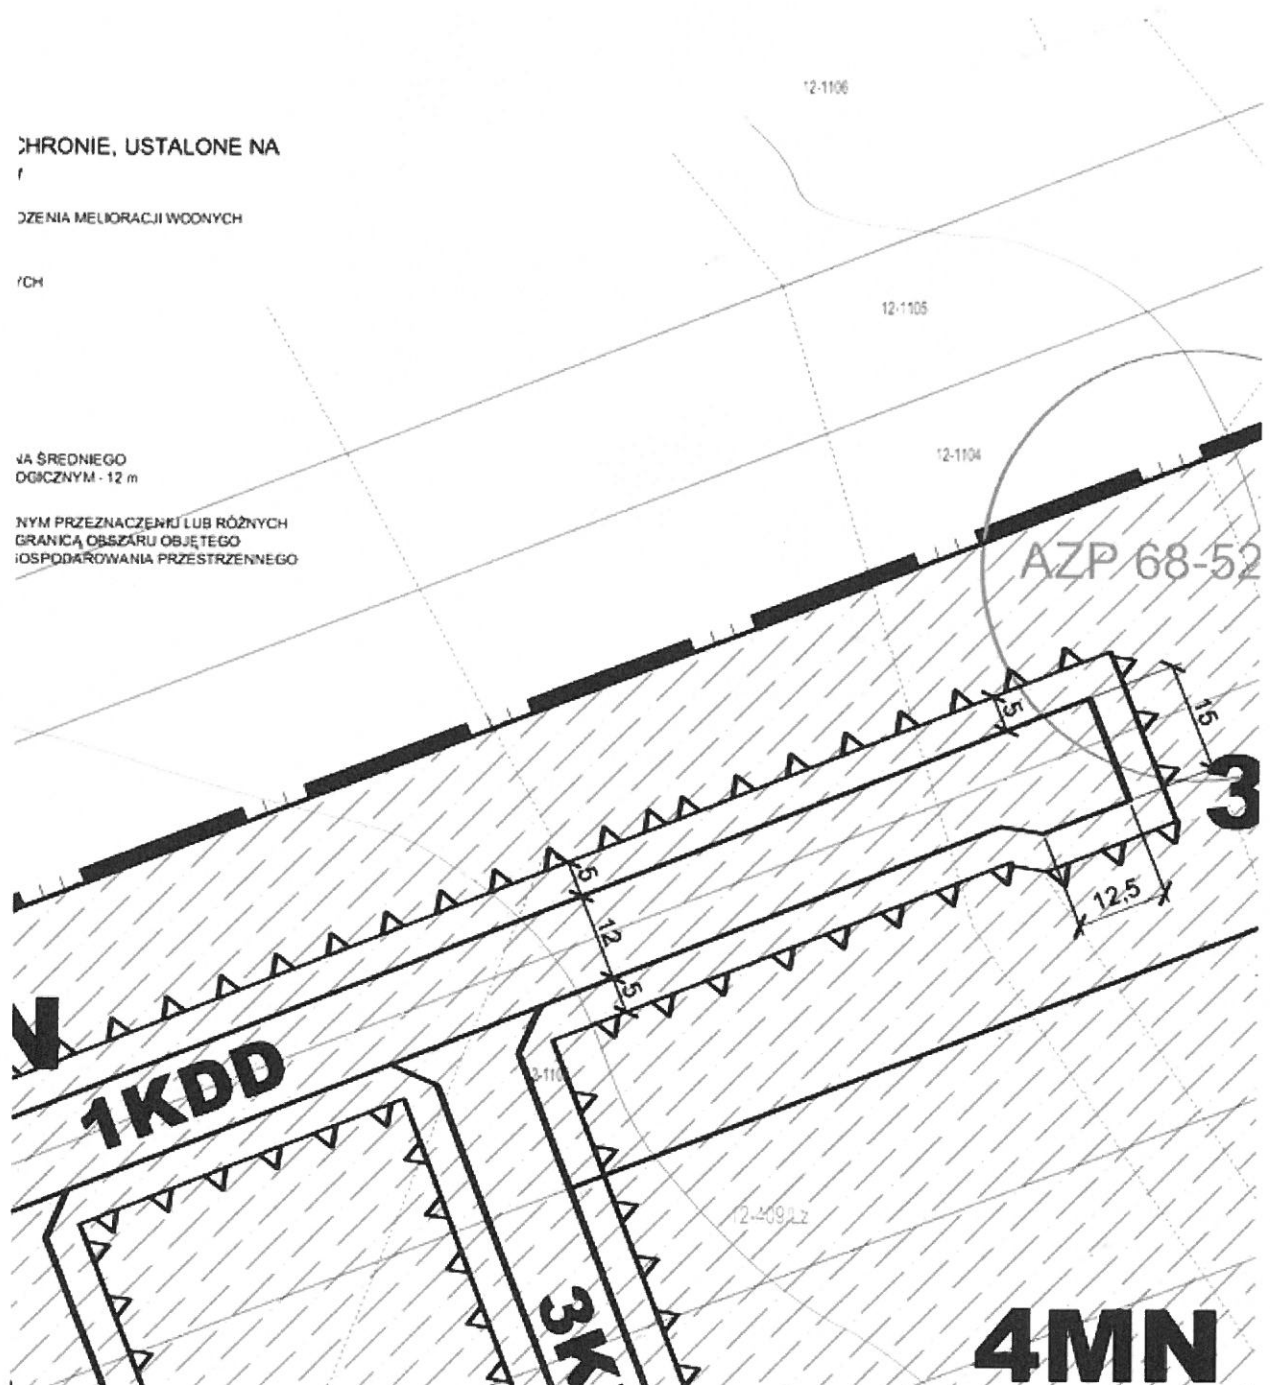 12-1106
CHRONIE, USTALONE NA
DZENIA MELIORACJI WODNYCH
YCH
12-1105
NA ŚREDNIEGO
OGICZNYM - 12 m
12-1104
NYM PRZEZNACZENIU LUB RÓŻNYCH
GRANICĄ OBSZARU OBJĘTEGO
OSPODAROWANIA PRZESTRZENNEGO
AZP 68-52
5
15
3
5
12
12,5
5
N
1KDD
3K
4MN